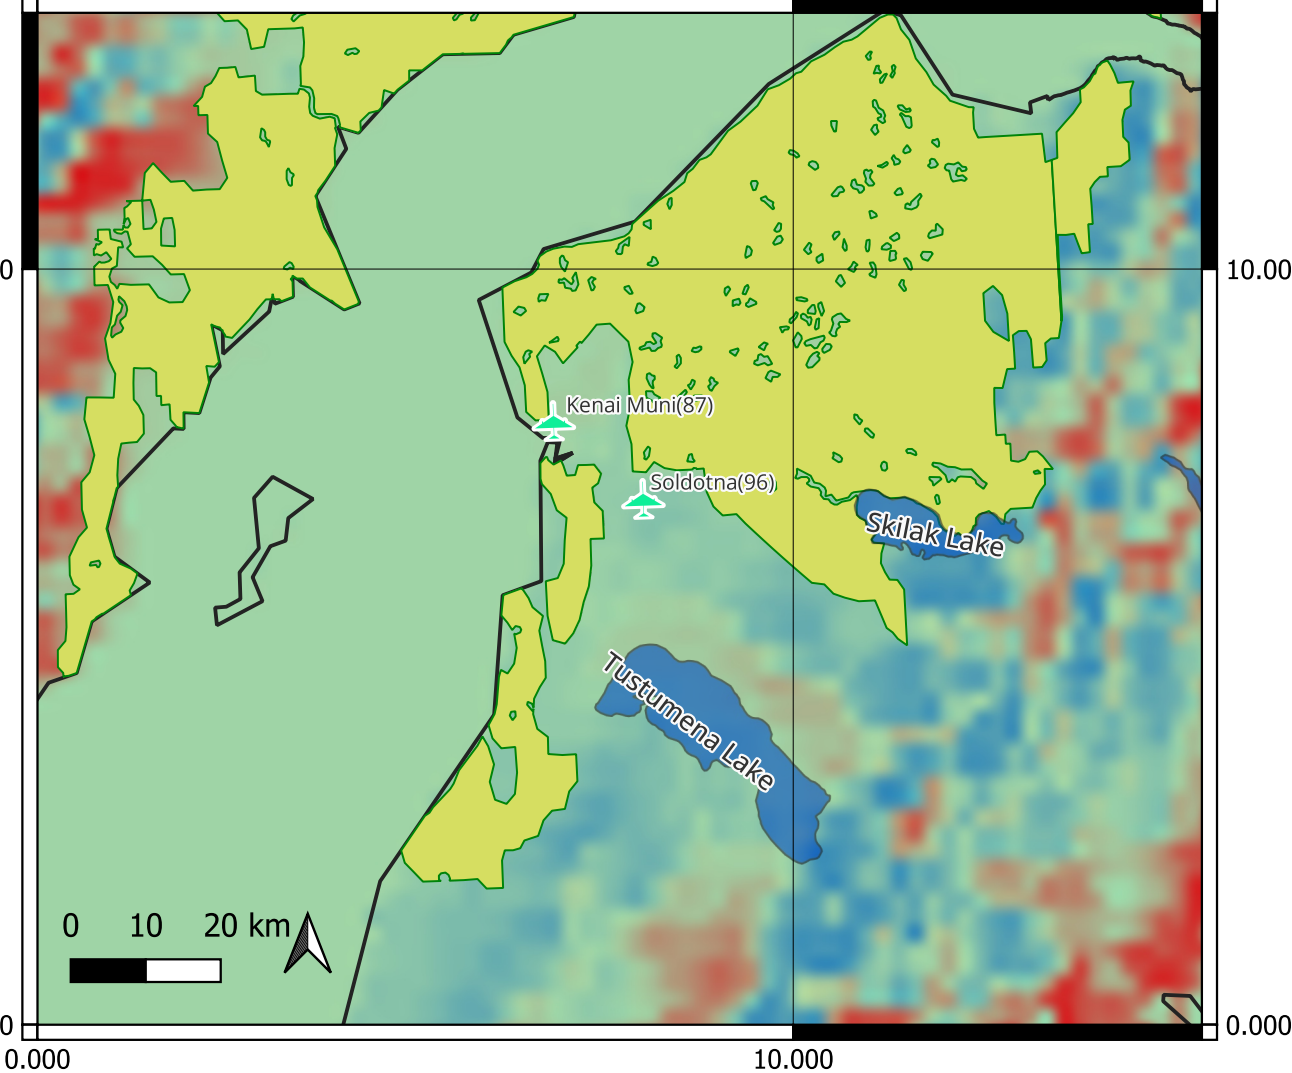 0
10.00
Kenai Muni(87)
Soldotna(96)
Skilak Lake
Tustumena Lake
0 10 20 km
0
0.000
0.000
10.000